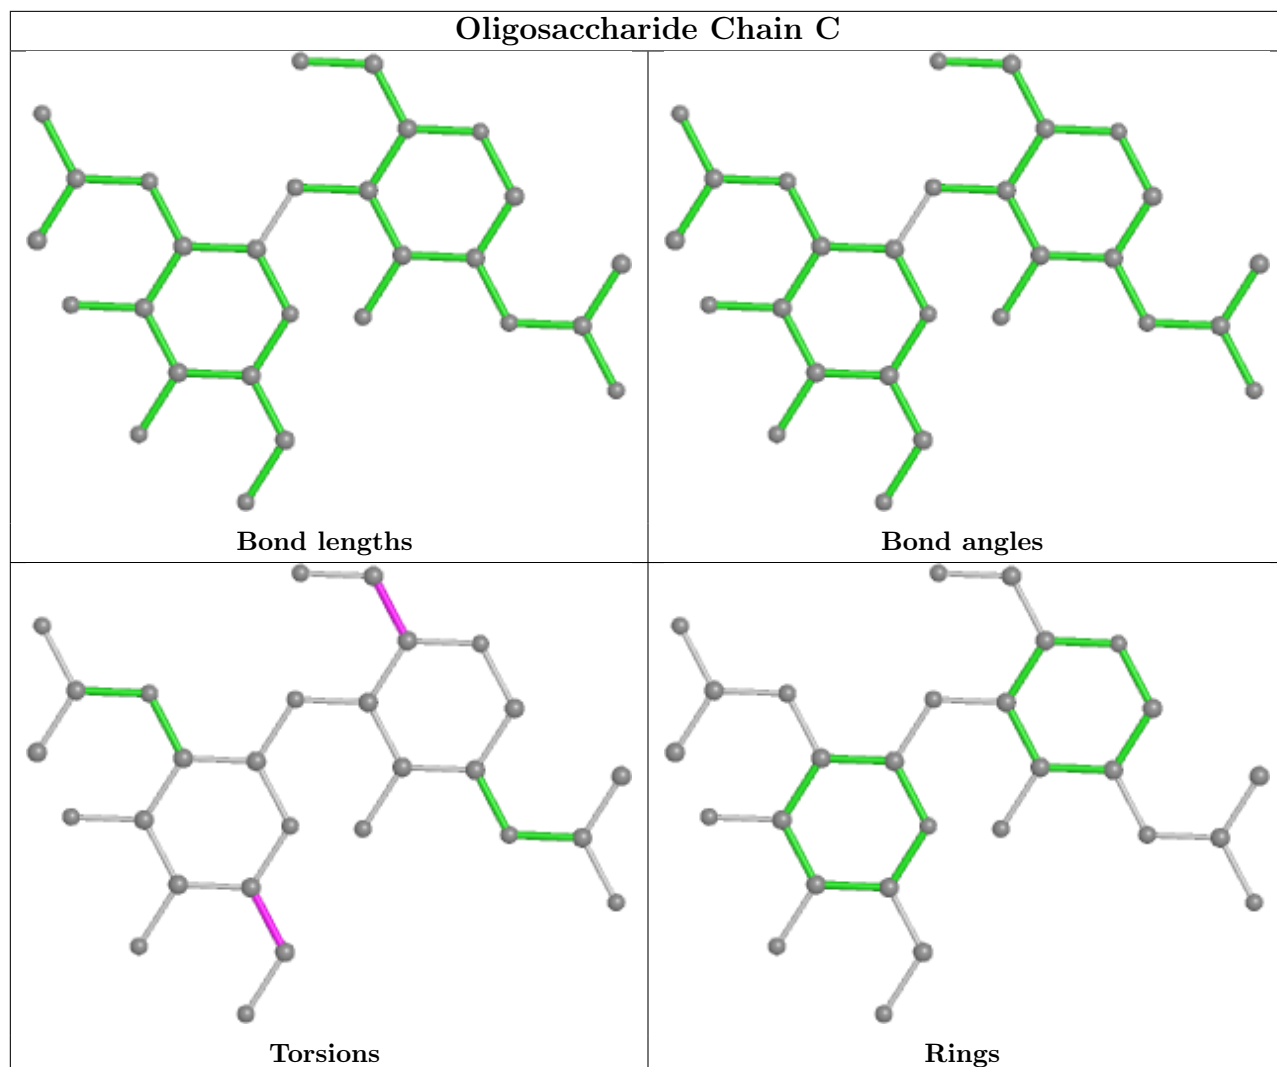 Oligosaccharide Chain C
Bond lengths
Bond angles
Torsions
Rings